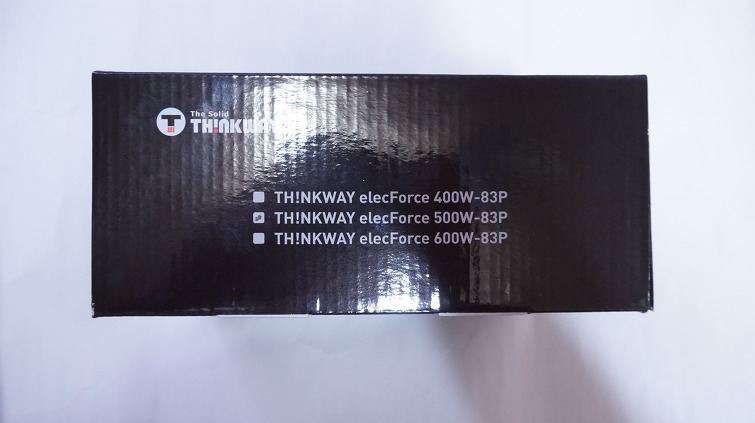 The Solid
TH!NKWAY
TH!NKWAY elecForce 400W-83P
TH!NKWAY elecForce 500W-83P
TH!NKWAY elecForce 600W-83P